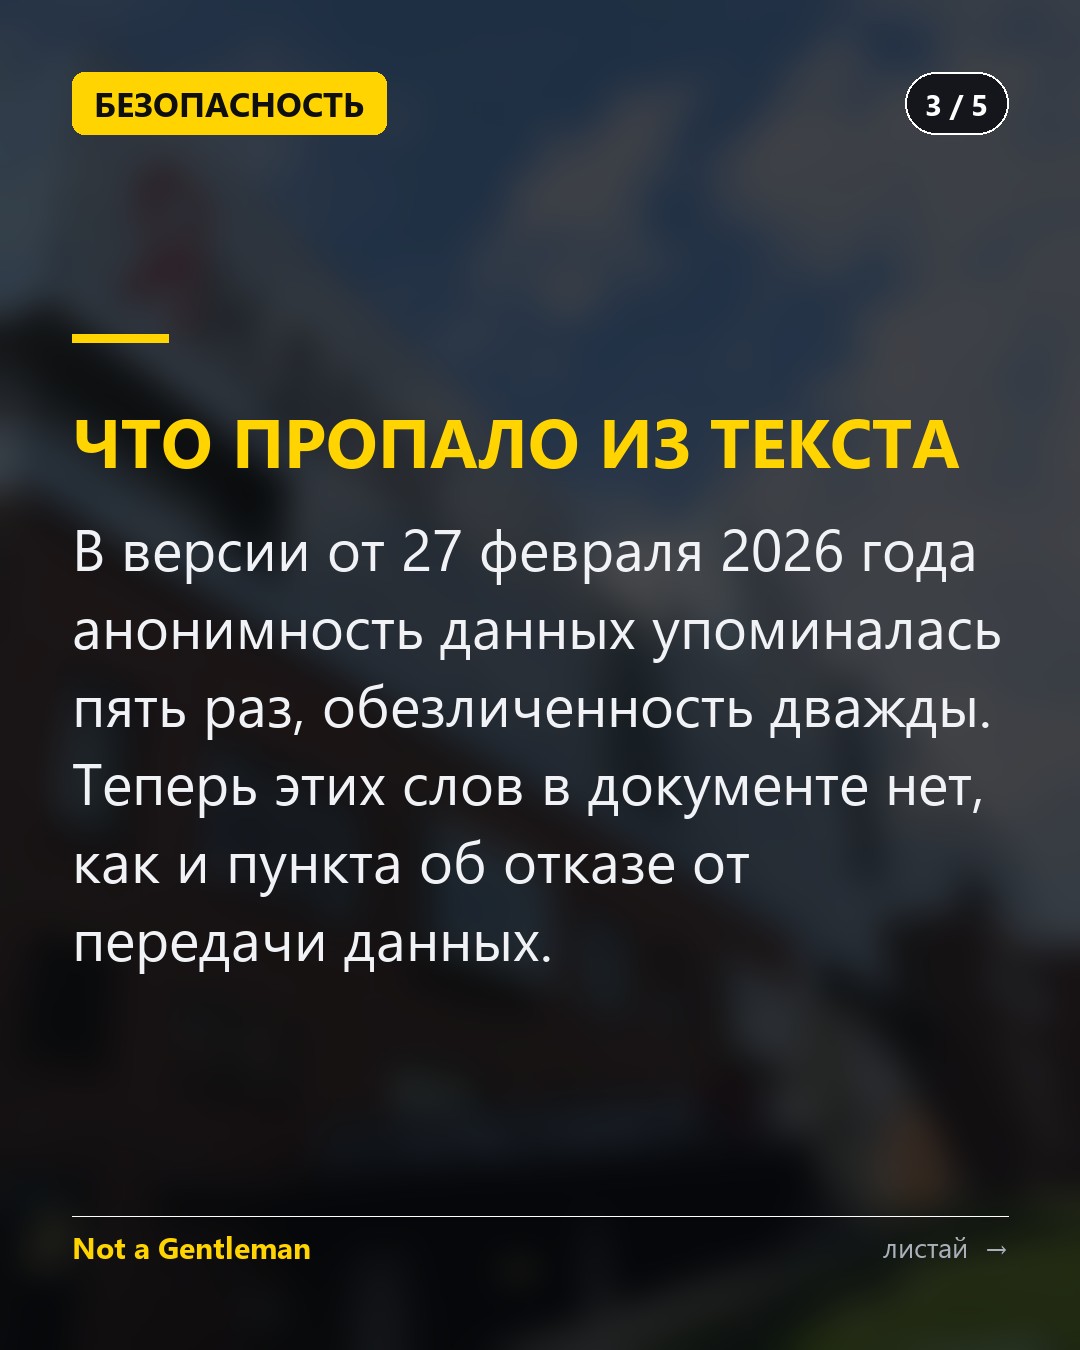 БЕЗОПАСНОСТЬ
3 / 5
ЧТО ПРОПАЛО ИЗ ТЕКСТА
В версии от 27 февраля 2026 года
анонимность данных упоминалась
пять раз, обезличенность дважды.
Теперь этих слов в документе нет,
как и пункта об отказе от
передачи данных.
Not a Gentleman
листай →